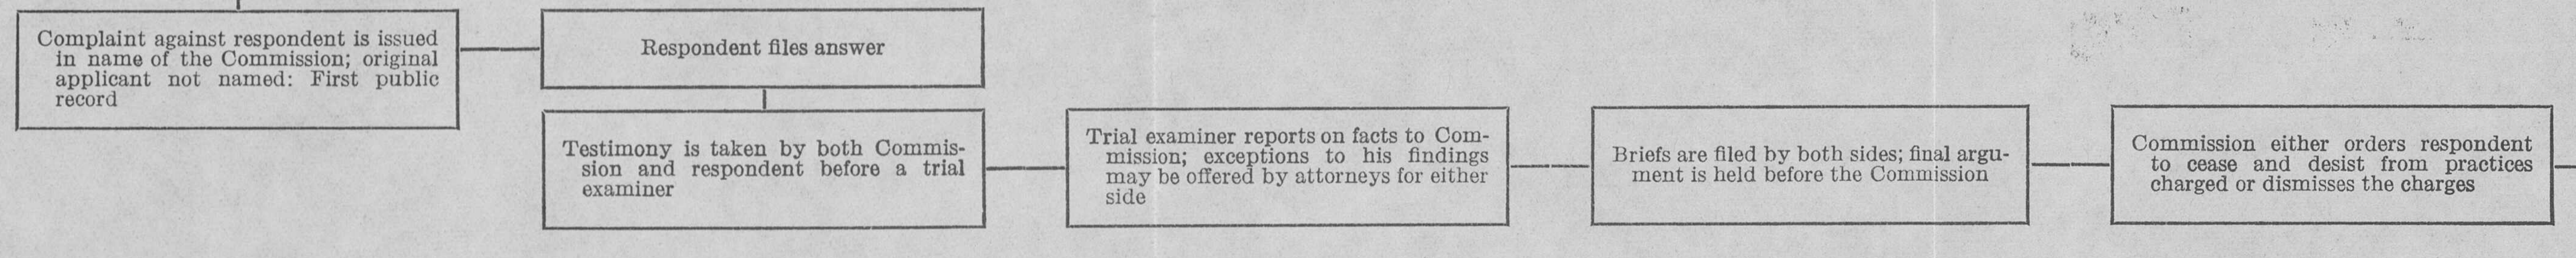 Complaint against respondent is issued
in name of the Commission; original
applicant not named: First public
record
Respondent files answer
Testimony is taken by both Commis-
sion and respondent before a trial
examiner
Trial examiner reports on facts to Com-
mission; exceptions to his findings
may be offered by attorneys for either
side
Briefs are filed by both sides; final argu-
ment is held before the Commission
Commission either orders respondent
to cease and desist from practices
charged or dismisses the charges